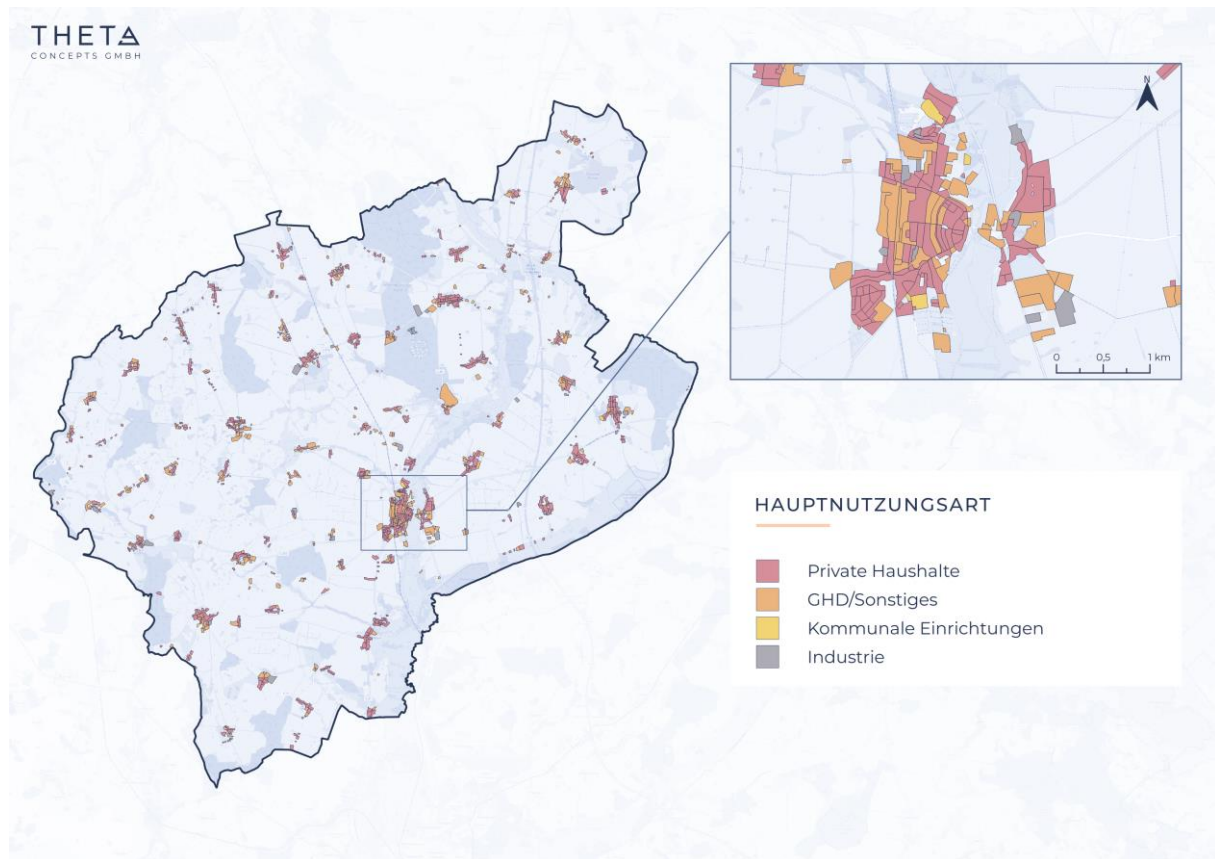 THETA
CONCEPTS GMBH
N
0
0,5
1 km
HAUPTNUTZUNGSART
Private Haushalte
GHD/Sonstiges
Kommunale Einrichtungen
Industrie